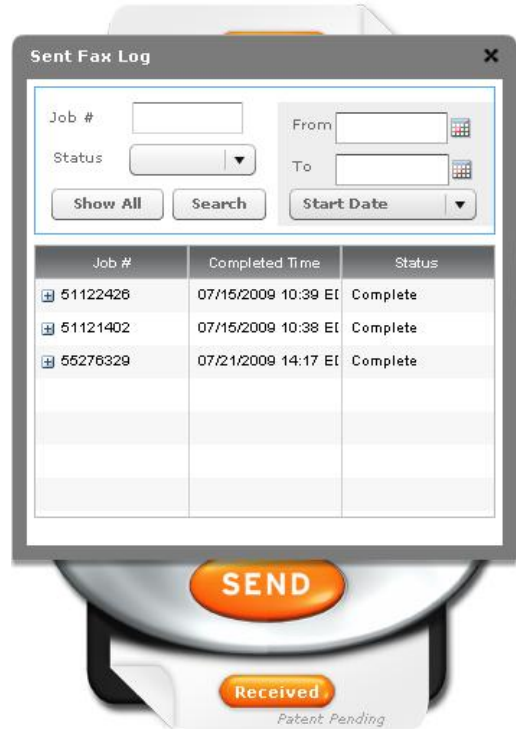 Sent Fax Log
Job #
Status
From
To
Show All Search Start Date
Job # Completed Time Status
51122426 07/15/2009 10:39 E Complete
51121402 07/15/2009 10:38 E Complete
55276329 07/21/2009 14:17 E Complete
SEND
Received
Patent Pending